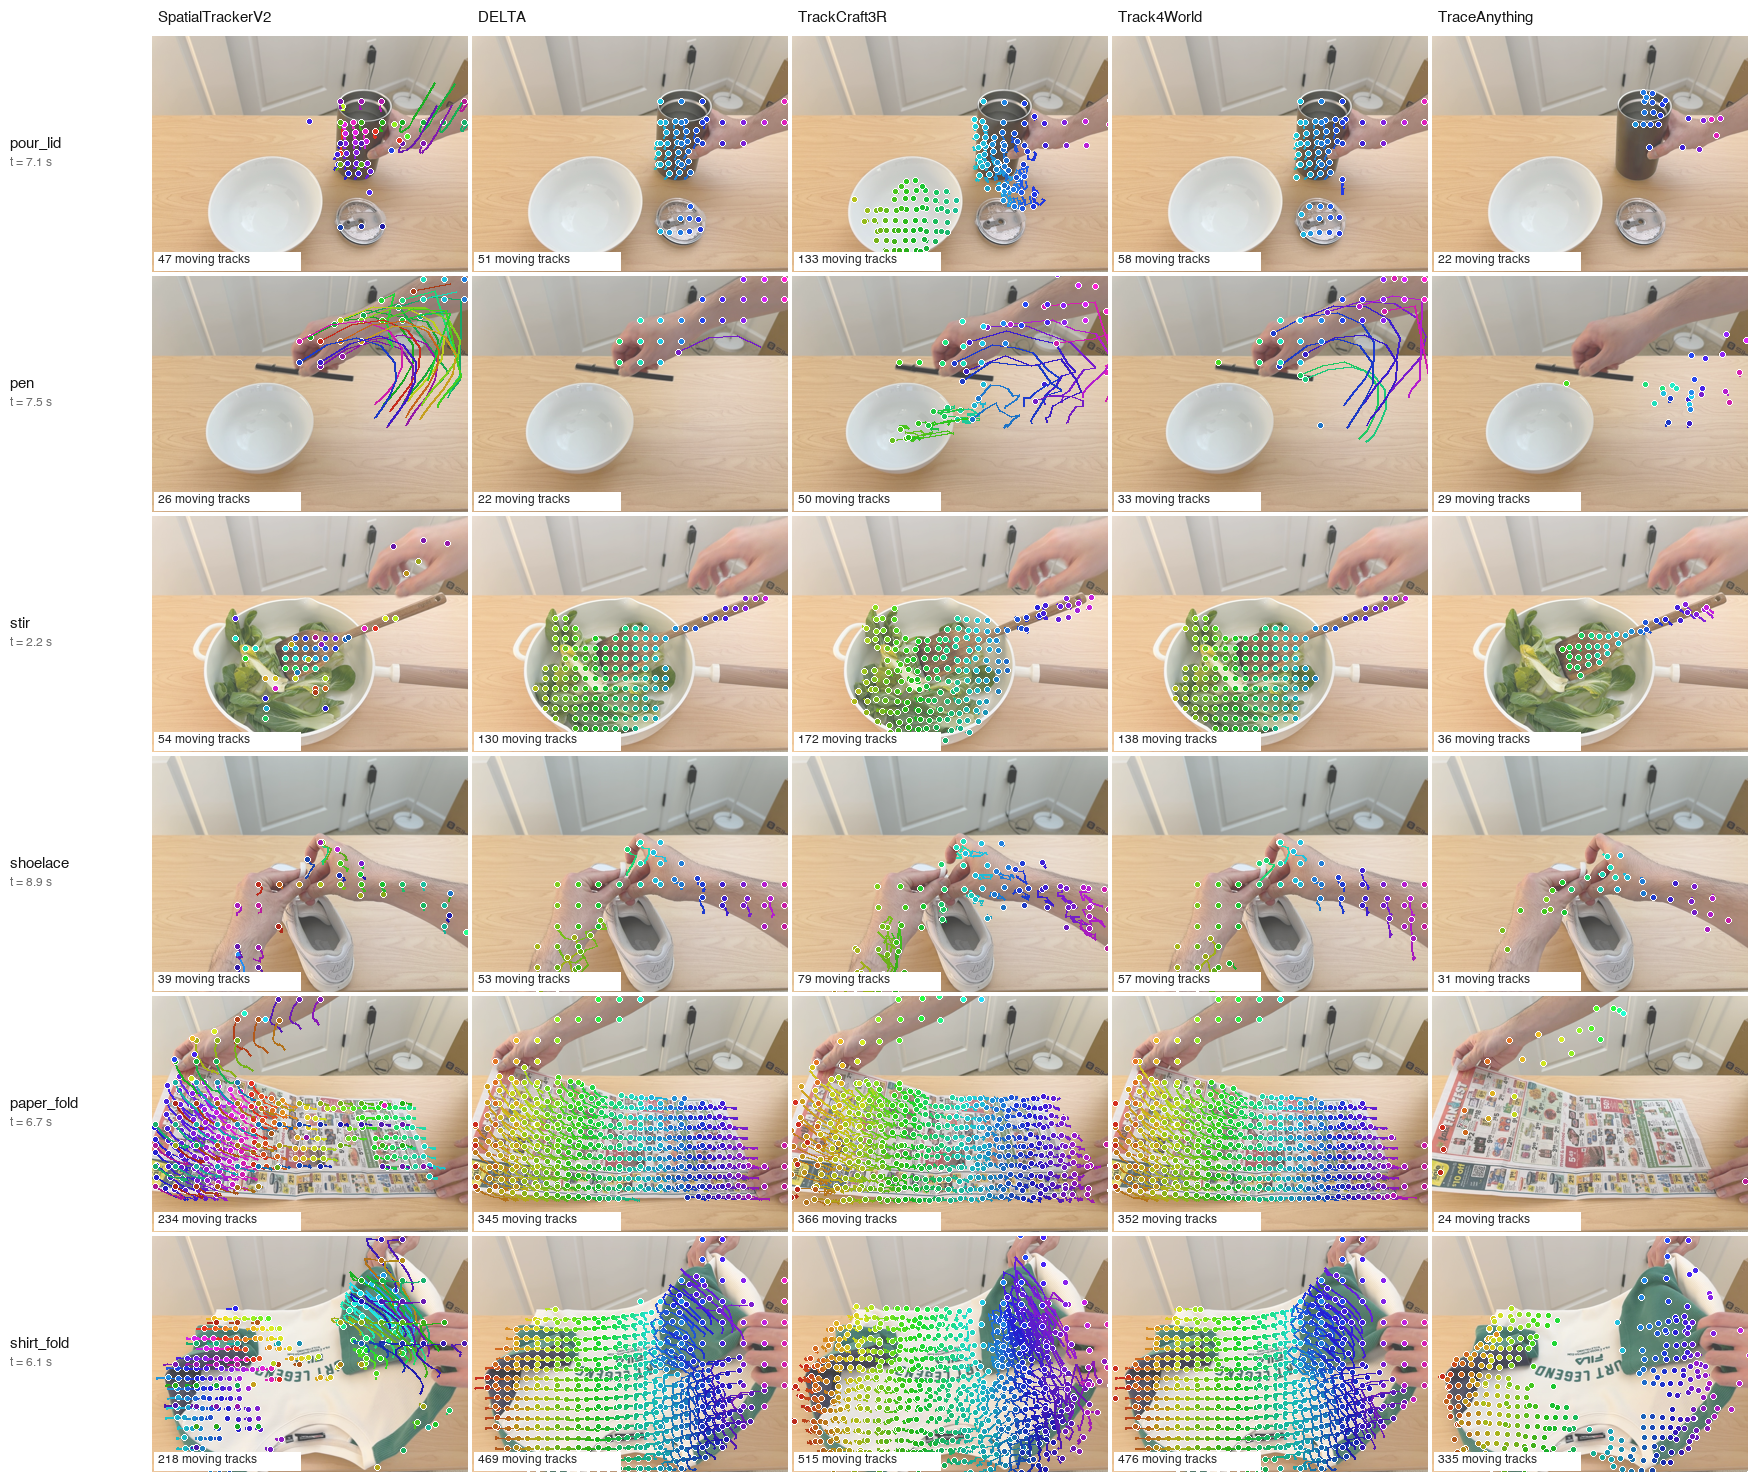 SpatialTrackerV2 DELTA TrackCraft3R Track4World TraceAnything
pour_lid
t = 7.1 s
47 moving tracks 51 moving tracks 133 moving tracks 58 moving tracks 22 moving tracks
pen
t = 7.5 s
26 moving tracks 22 moving tracks 50 moving tracks 33 moving tracks 29 moving tracks
stir
t = 2.2 s
54 moving tracks 130 moving tracks 172 moving tracks 138 moving tracks 36 moving tracks
shoelace
t = 8.9 s
39 moving tracks 53 moving tracks 79 moving tracks 57 moving tracks 31 moving tracks
paper_fold
t = 6.7 s
234 moving tracks 345 moving tracks 366 moving tracks 352 moving tracks 24 moving tracks
shirt_fold
t = 6.1 s
LEGEND
FILA
LEGEND
218 moving tracks 469 moving tracks 515 moving tracks 476 moving tracks 335 moving tracks